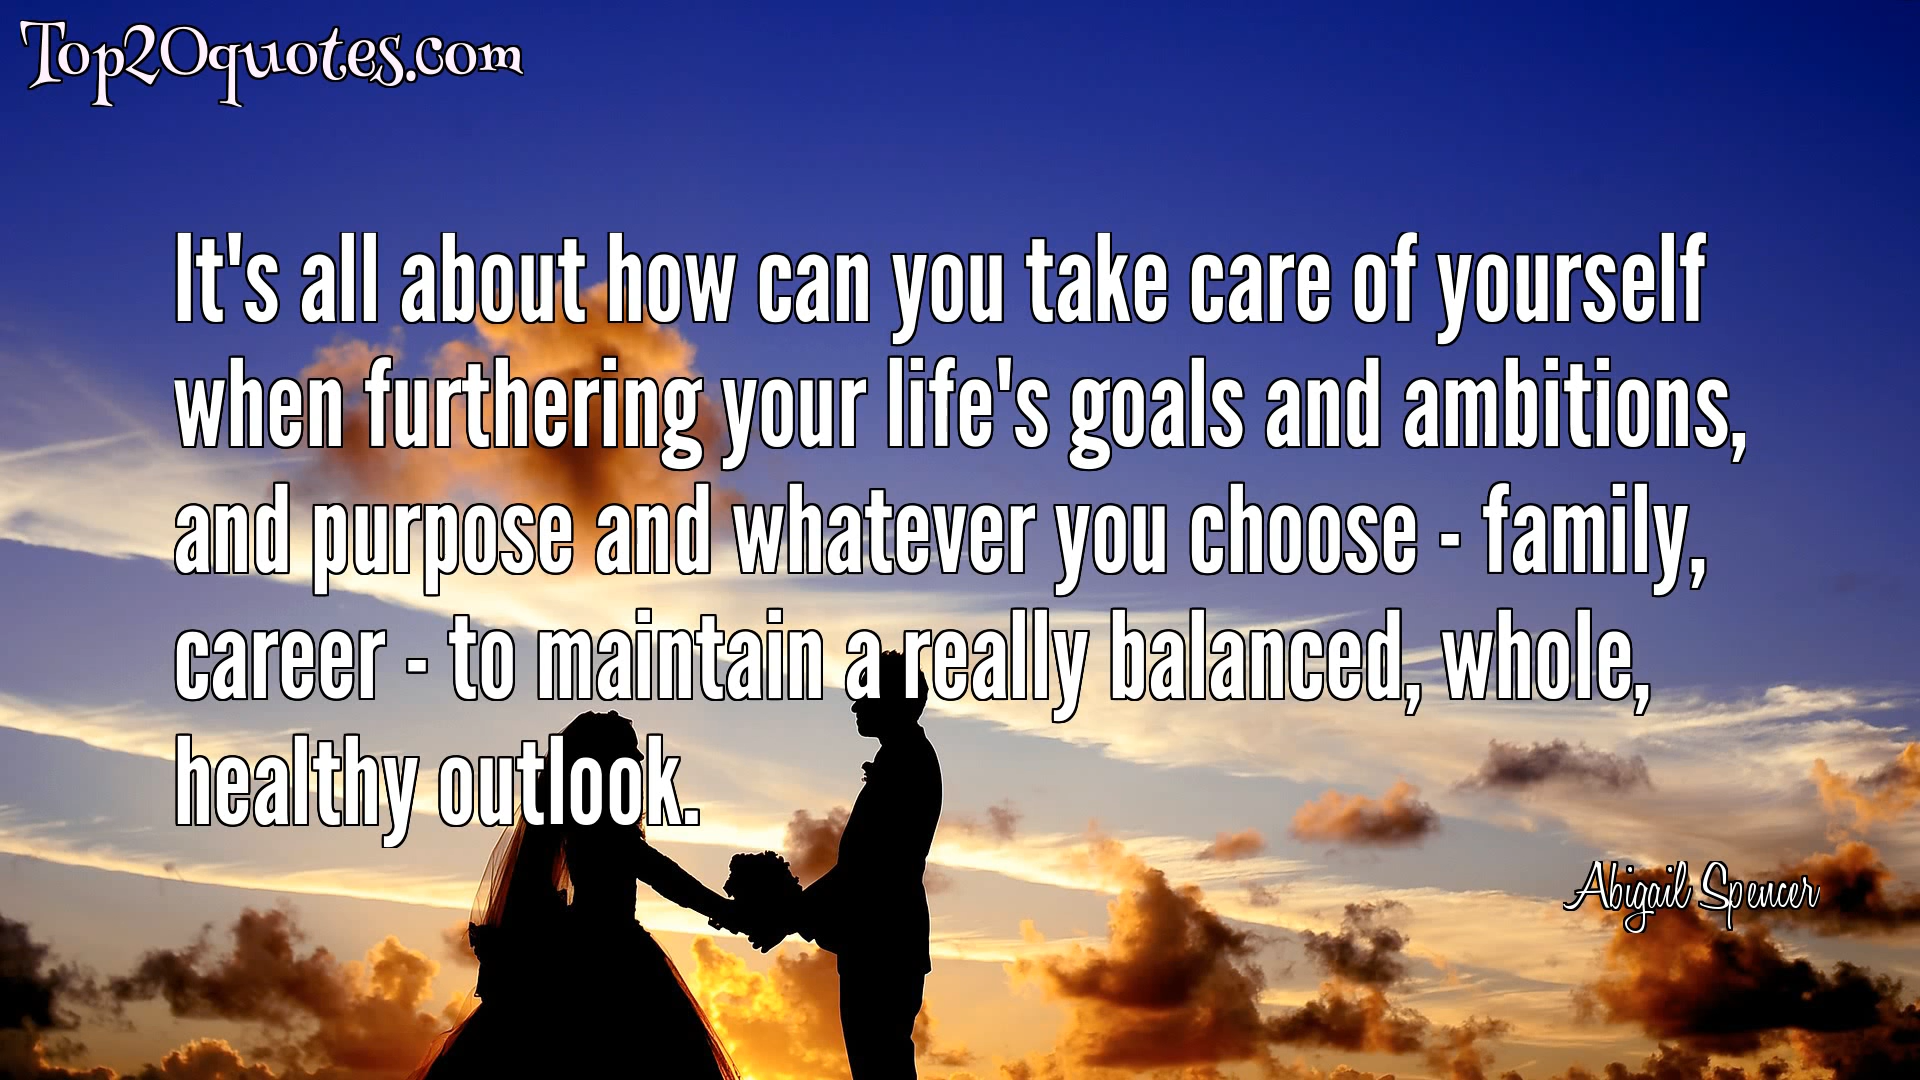 Top20quotes.com
It's all about how can you take care of yourself
when furthering your life's goals and ambitions,
and purpose and whatever you choose - family,
career - to maintain a really balanced, whole,
healthy outlook.
Abigail Spencer